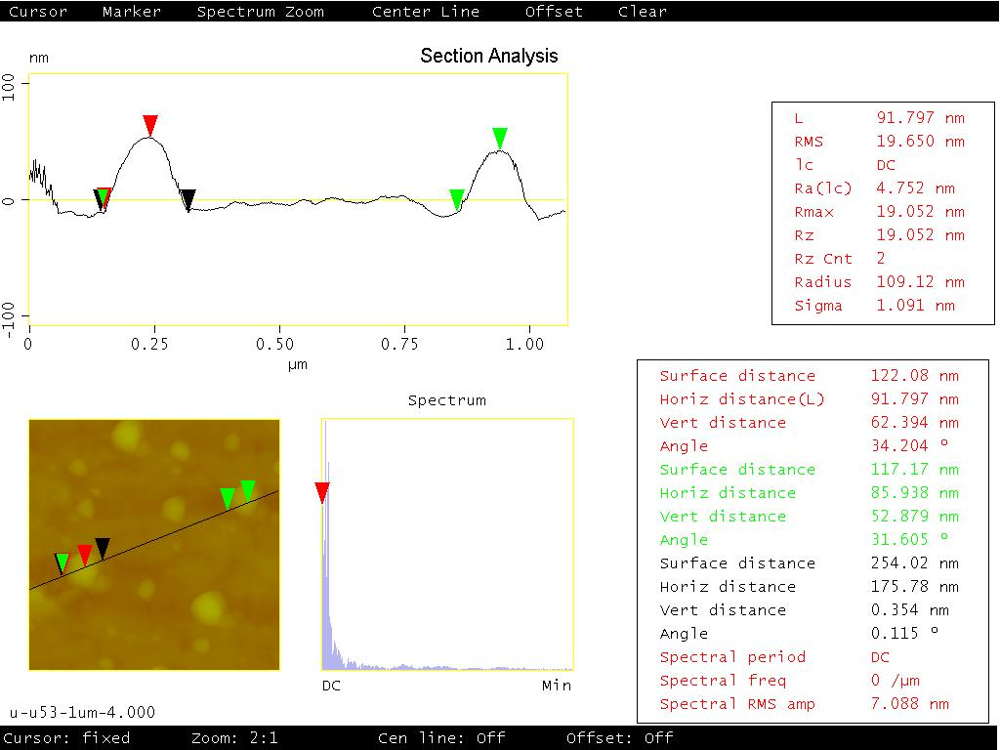 Cursor Marker Spectrum Zoom Center Line Offset Clear
Section Analysis
nm
100
0
-100
0 0.25 0.50 0.75 1.00
µm
L 91.797 nm
RMS 19.650 nm
lc DC
Ra(lc) 4.752 nm
Rmax 19.052 nm
Rz 19.052 nm
Rz Cnt 2
Radius 109.12 nm
Sigma 1.091 nm
Surface distance 122.08 nm
Horiz distance(L) 91.797 nm
Vert distance 62.394 nm
Angle 34.204 °
Surface distance 117.17 nm
Horiz distance 85.938 nm
Vert distance 52.879 nm
Angle 31.605 °
Surface distance 254.02 nm
Horiz distance 175.78 nm
Vert distance 0.354 nm
Angle 0.115 °
Spectral period DC
Spectral freq 0 /µm
Spectral RMS amp 7.088 nm
Spectrum
DC Min
u-u53-1um-4.000
Cursor: fixed Zoom: 2:1 Cen line: Off Offset: Off